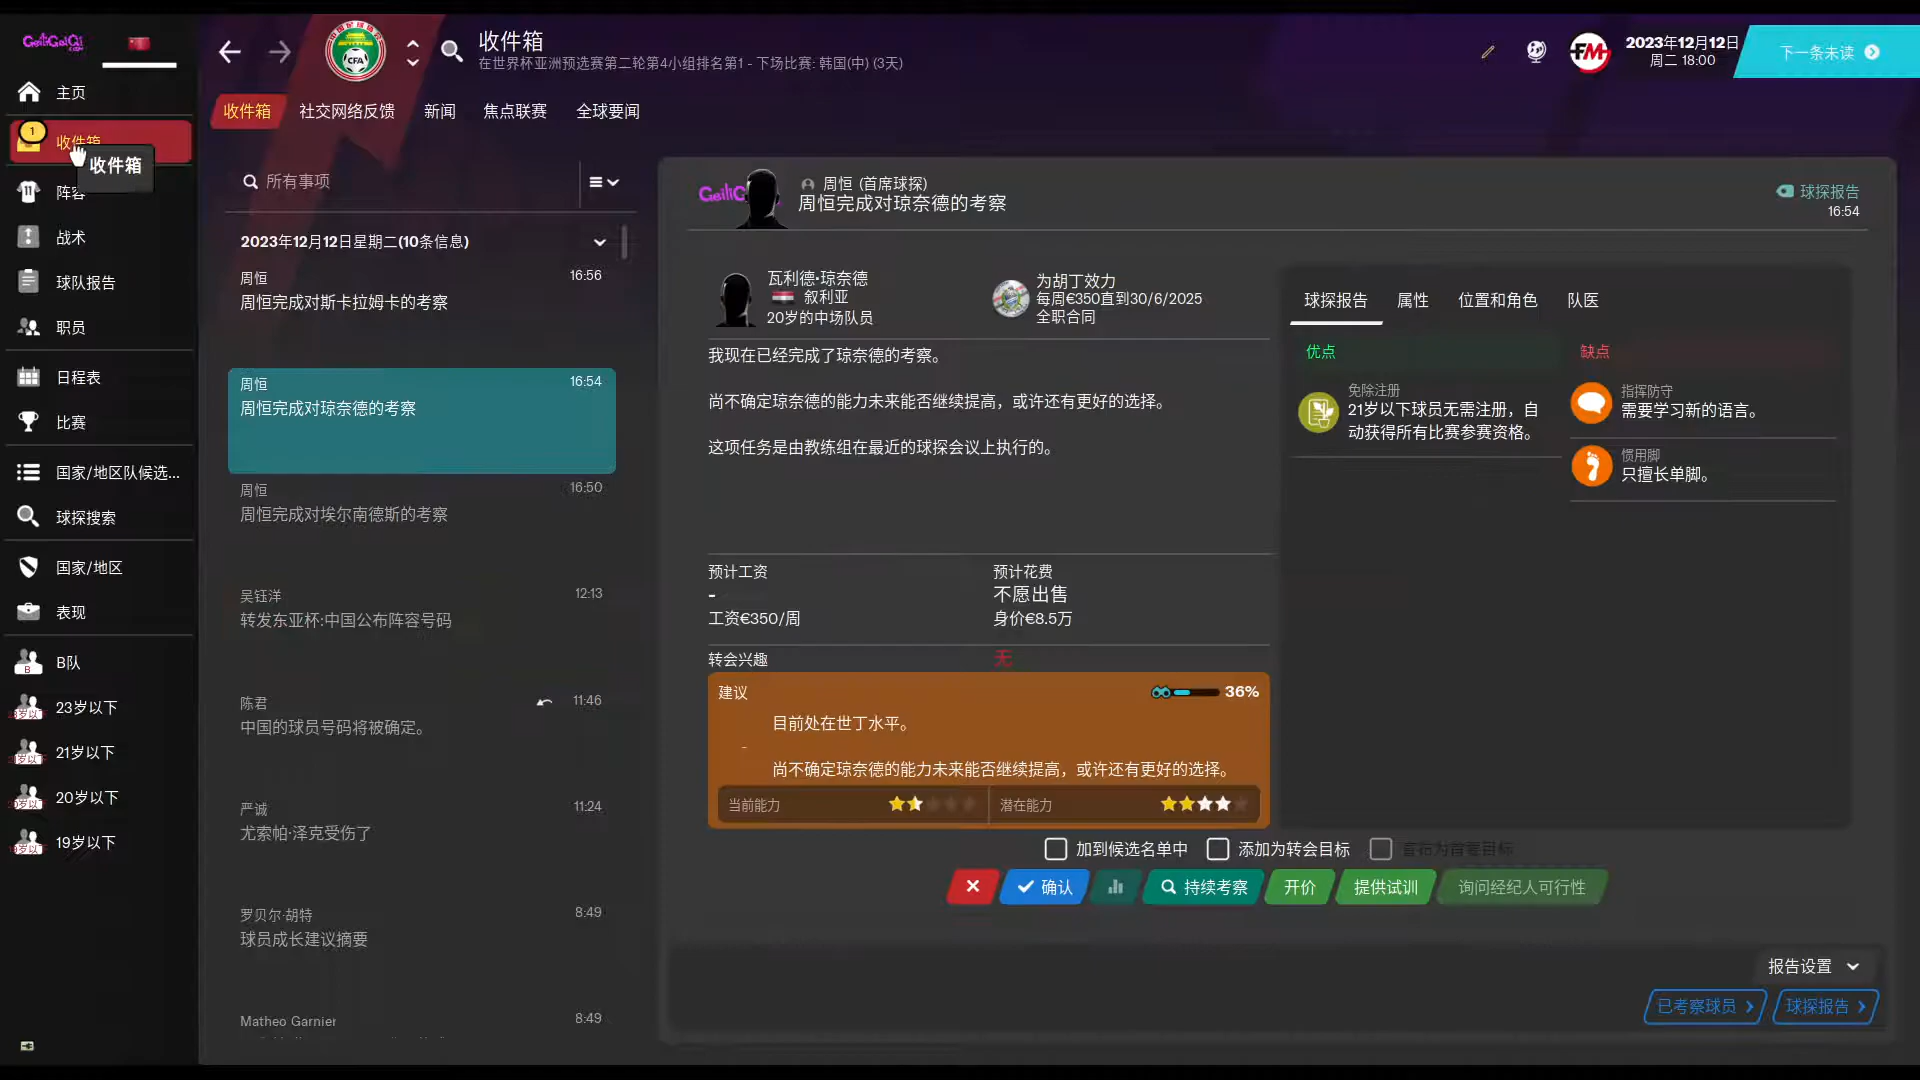 GeiliGeiQi
主页
1
收件箱
收件箱
阵容
战术
球队报告
职员
日程表
比赛
国家/地区队候选...
球探搜索
国家/地区
表现
B队
23岁以下
21岁以下
20岁以下
19岁以下
CFA
收件箱
在世界杯亚洲预选赛第二轮第4小组排名第1 - 下场比赛: 韩国(中) (3天)
FM
2023年12月12日
周二 18:00
下一条未读
收件箱
社交网络反馈
新闻
焦点联赛
全球要闻
所有事项
2023年12月12日星期二(10条信息)
周恒 16:56
周恒完成对斯卡拉姆卡的考察
周恒 16:54
周恒完成对琼奈德的考察
周恒 16:50
周恒完成对埃尔南德斯的考察
吴钰洋 12:13
转发东亚杯:中国公布阵容号码
陈君 11:46
中国的球员号码将被确定。
严诚 11:24
尤索帕·泽克受伤了
罗贝尔·胡特 8:49
球员成长建议摘要
Matheo Garnier 8:49
周恒 (首席球探)
周恒完成对琼奈德的考察
球探报告
16:54
瓦利德·琼奈德
叙利亚
20岁的中场队员
为胡丁效力
每周€350直到30/6/2025
全职合同
我现在已经完成了琼奈德的考察。
尚不确定琼奈德的能力未来能否继续提高，或许还有更好的选择。
这项任务是由教练组在最近的球探会议上执行的。
预计工资
-
工资€350/周
预计花费
不愿出售
身价€8.5万
转会兴趣 无
建议 36%
目前处在世丁水平。
-
尚不确定琼奈德的能力未来能否继续提高，或许还有更好的选择。
当前能力
潜在能力
球探报告
属性
位置和角色
队医
优点
免除注册
21岁以下球员无需注册，自
动获得所有比赛参赛资格。
缺点
指挥防守
需要学习新的语言。
惯用脚
只擅长单脚。
加到候选名单中
添加为转会目标
宣布为首要目标
确认
持续考察
开价
提供试训
询问经纪人可行性
报告设置
已考察球员
球探报告